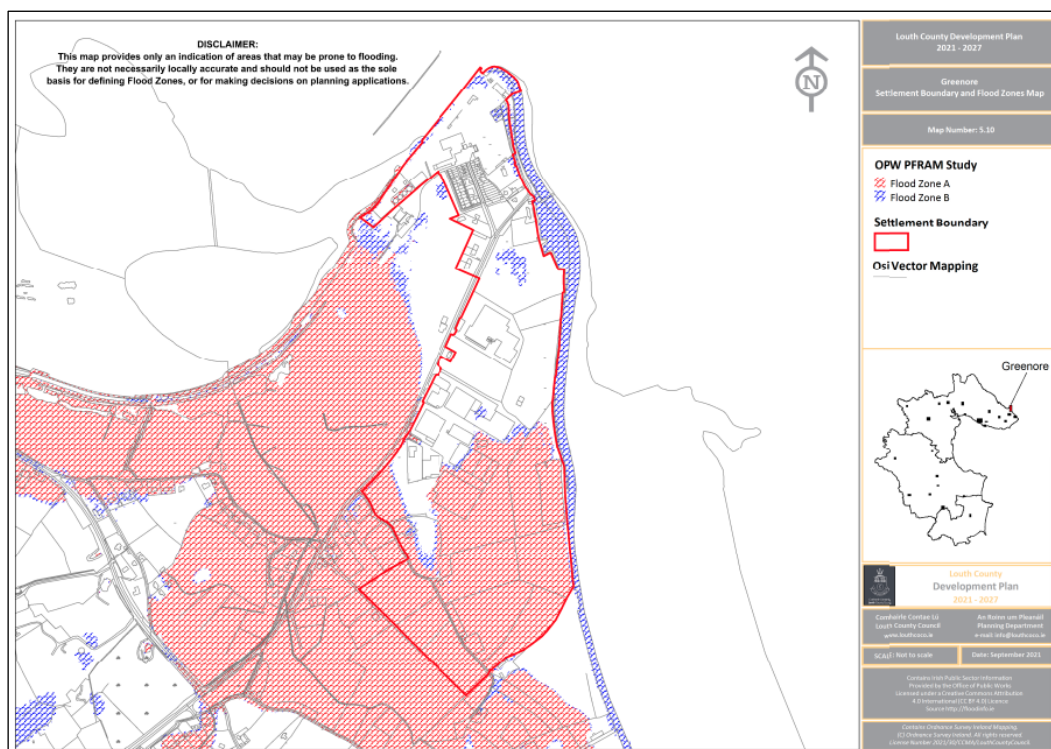 DISCLAIMER:
This map provides only an indication of areas that may be prone to flooding.
They are not necessarily locally accurate and should not be used as the sole
basis for defining Flood Zones, or for making decisions on planning applications.
N
Louth County Development Plan
2021 - 2027
Greenore
Settlement Boundary and Flood Zones Map
Map Number: 5.10
OPW PFRAM Study
Flood Zone A
Flood Zone B
Settlement Boundary
Osi Vector Mapping
Greenore
Louth County
Development Plan
2021 - 2027
Comhairle Contae Lú
Louth County Council
www.louthcoco.ie
An Roinn um Pleanáil
Planning Department
e-mail: info@louthcoco.ie
SCALE: Not to scale
Date: September 2021
Contains Irish Public Sector Information
Provided by the Office of Public Works
Licensed under a Creative Commons Attribution
4.0 International (CC BY 4.0) Licence
Source http://floodinfo.ie
Contains Ordnance Survey Ireland Mapping.
(C) Ordnance Survey Ireland. All rights reserved
License Number 2021/30/CCMA/LouthCountyCouncil